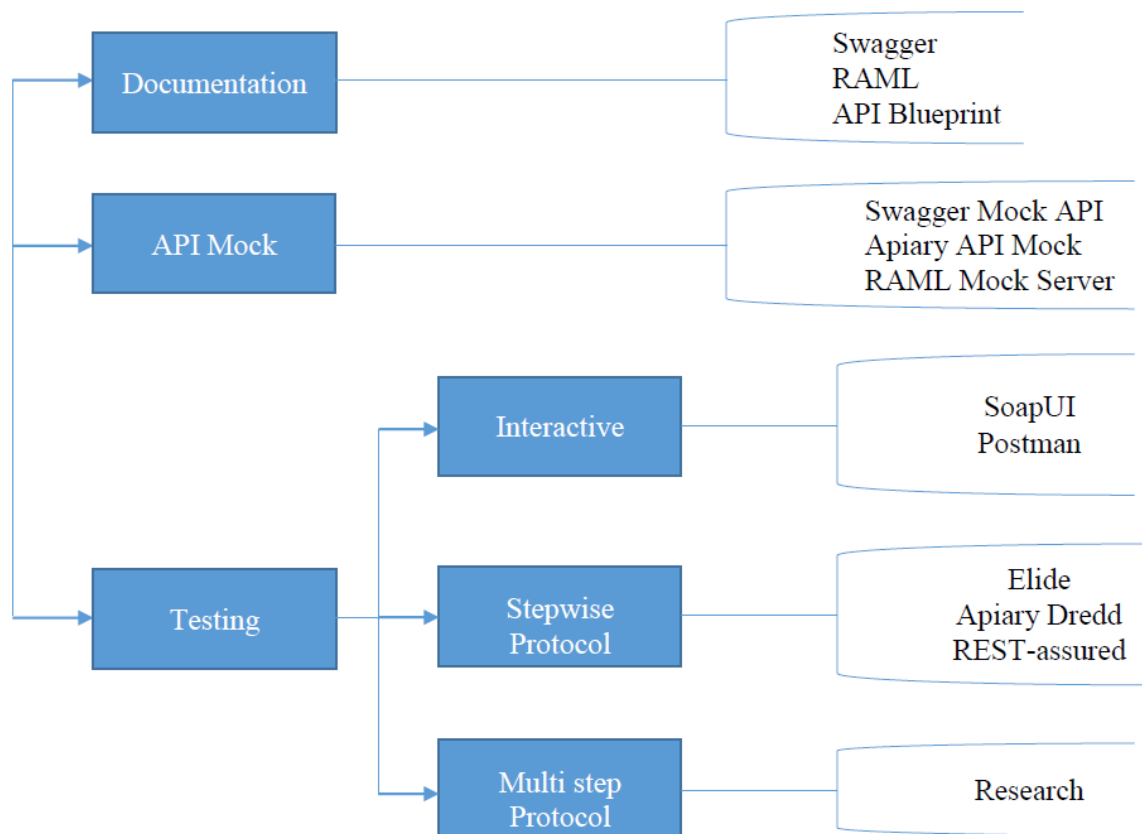 Documentation
Swagger
RAML
API Blueprint
API Mock
Swagger Mock API
Apiary API Mock
RAML Mock Server
Testing
Interactive
SoapUI
Postman
Stepwise
Protocol
Elide
Apiary Dredd
REST-assured
Multi step
Protocol
Research